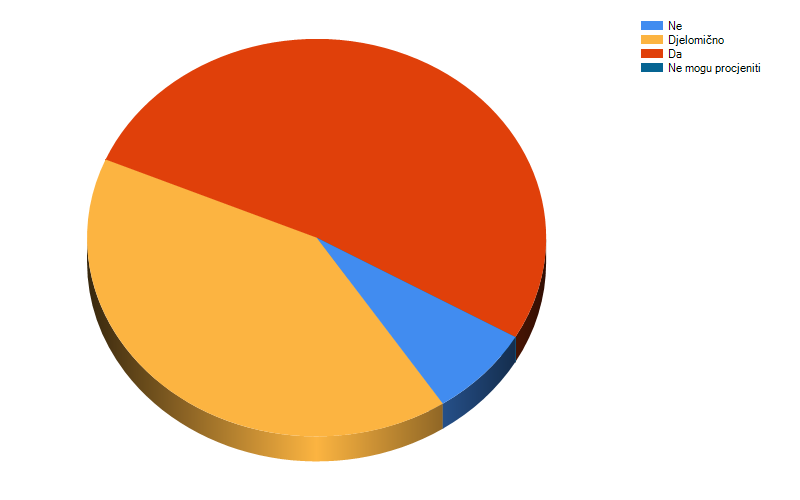 Ne
Djelomično
Da
Ne mogu procjeniti